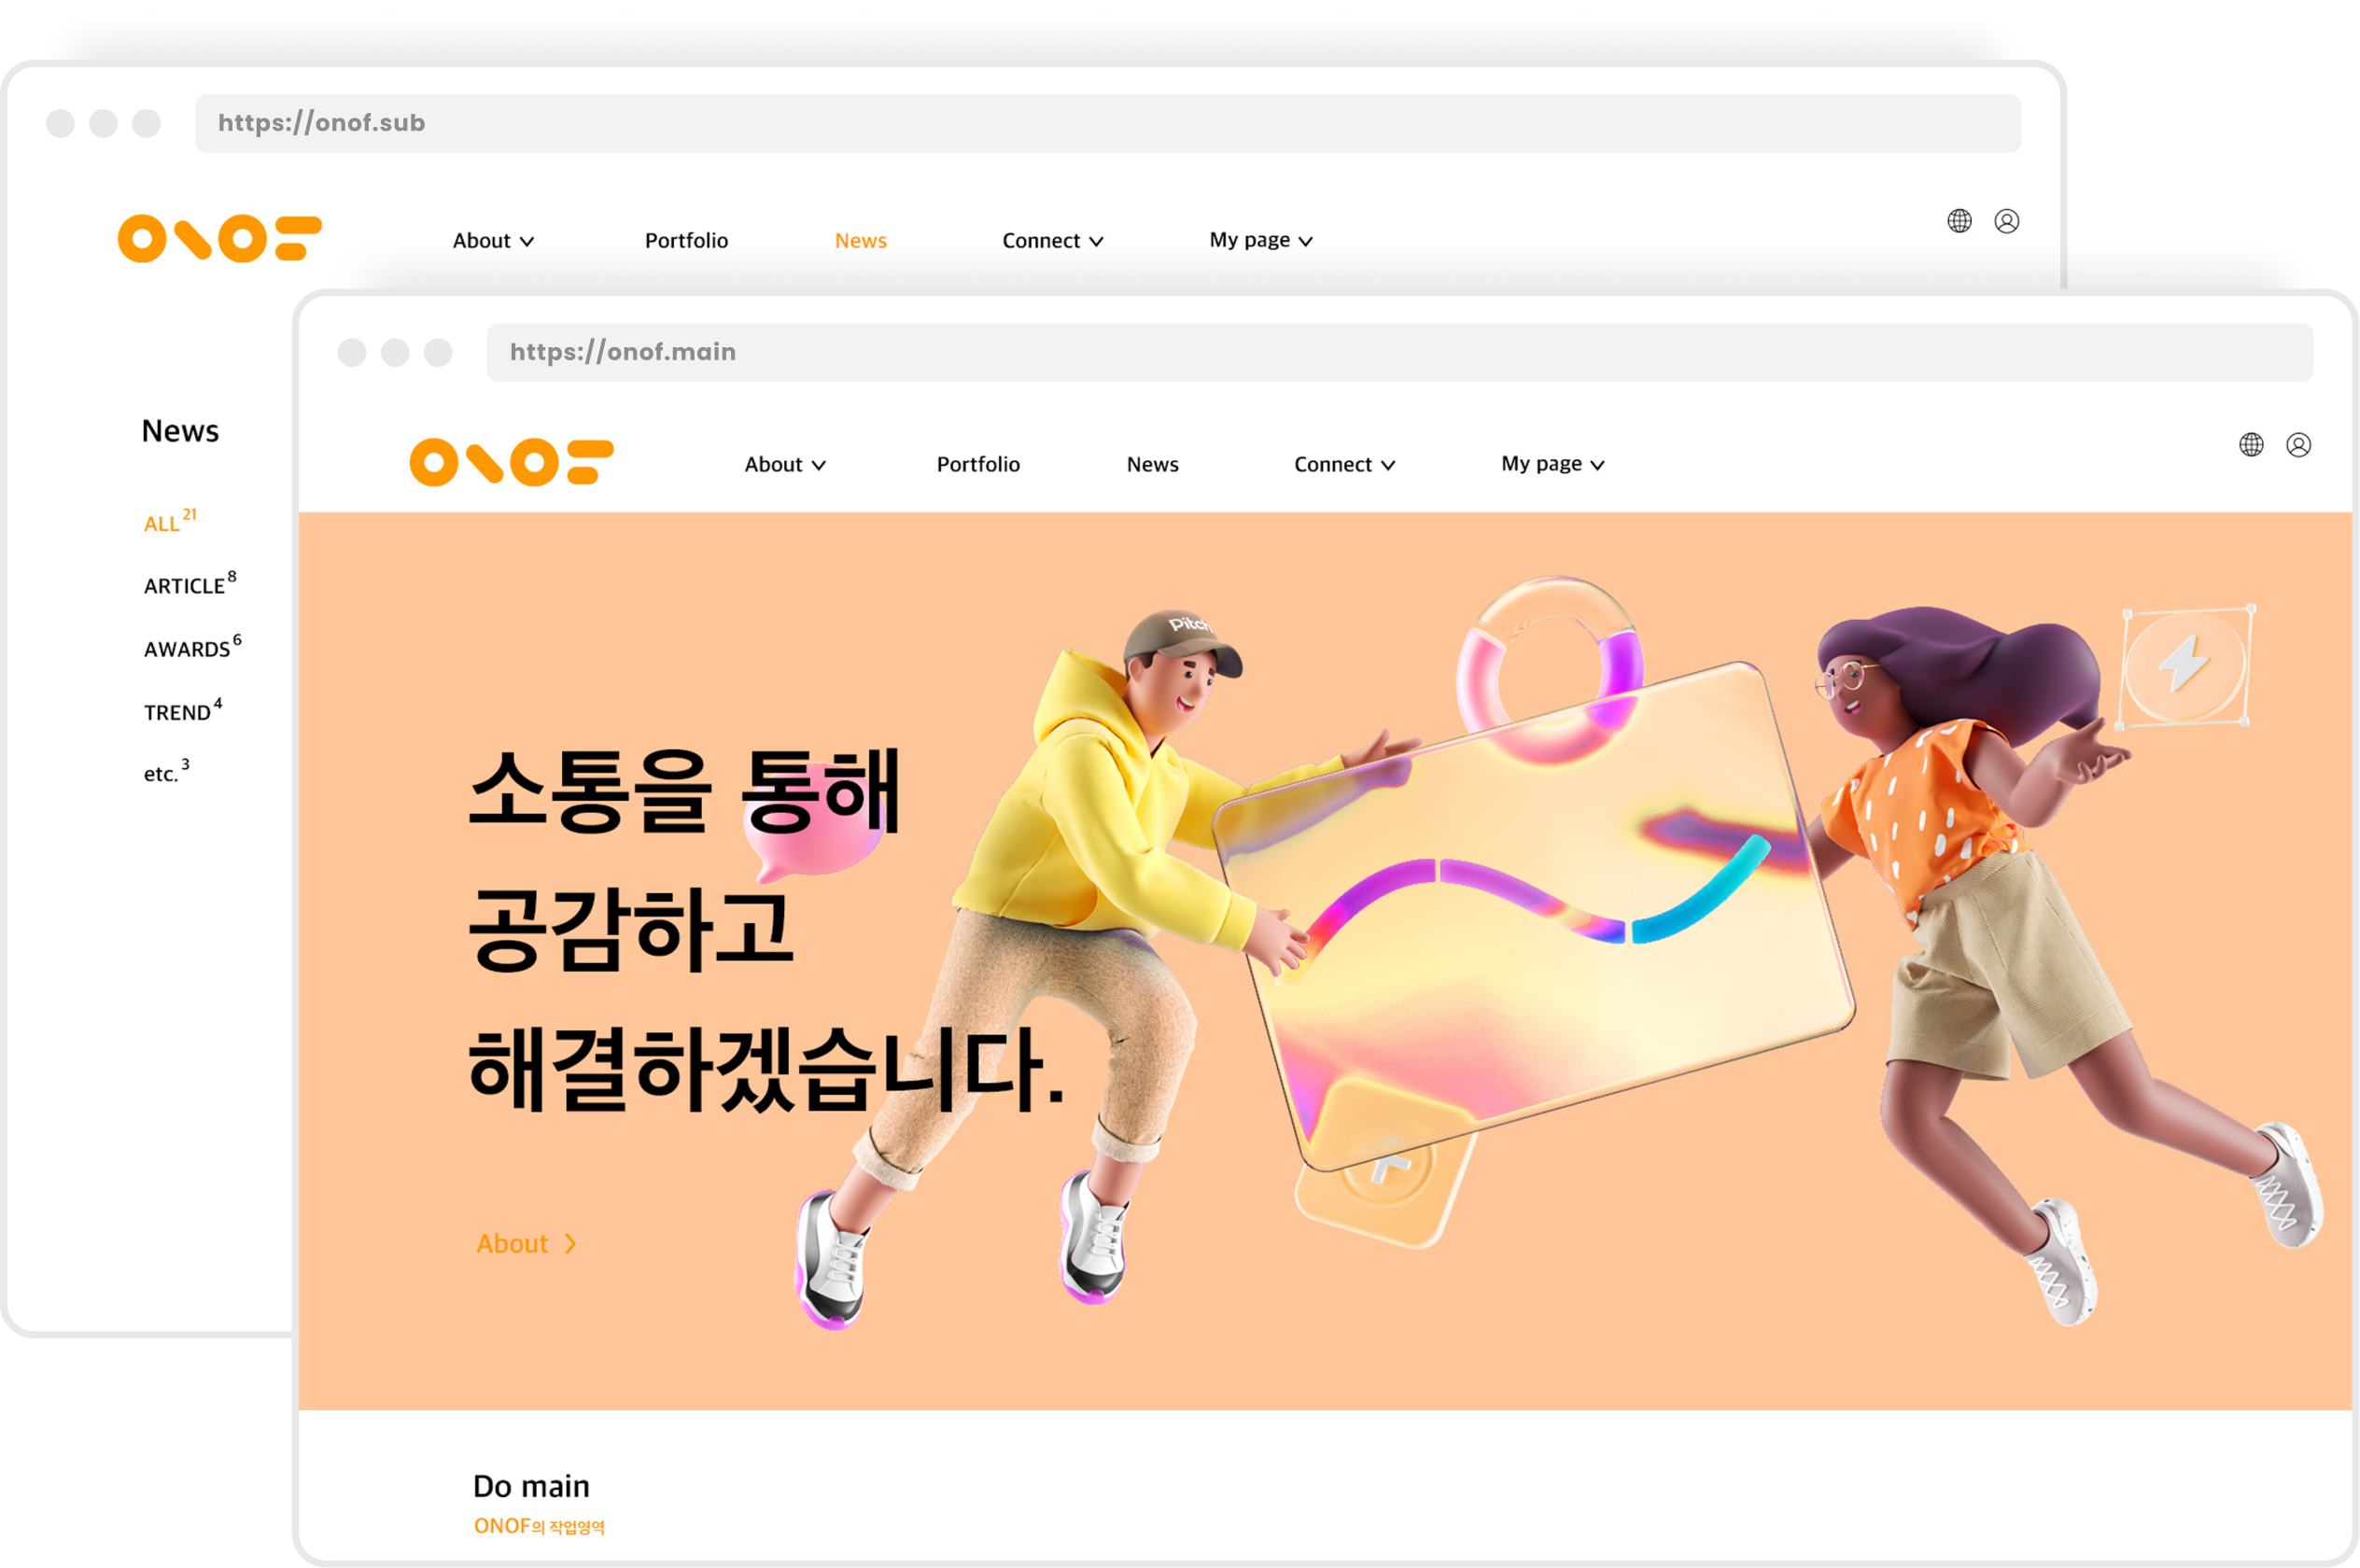 https://onof.sub
ONOF
About
Portfolio
News
Connect
My page
News
ALL 21
ARTICLE 8
AWARDS 6
TREND 4
etc. 3
https://onof.main
ONOF
About
Portfolio
News
Connect
My page
Pitch
소통을 통해
공감하고
해결하겠습니다.
About
Do main
ONOF의 작업영역